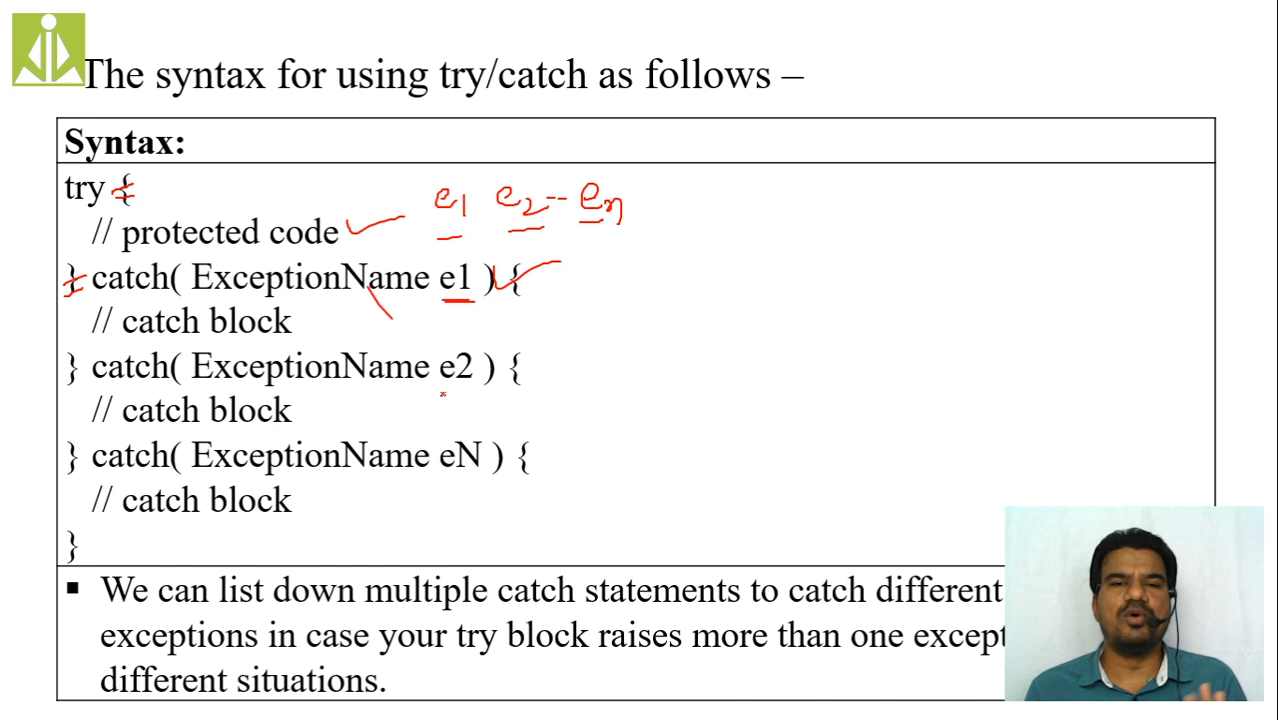 The syntax for using try/catch as follows –
Syntax:
try {
e1 e2 -- en
// protected code
} catch( ExceptionName e1 ) {
// catch block
} catch( ExceptionName e2 ) {
// catch block
} catch( ExceptionName eN ) {
// catch block
}
▪ We can list down multiple catch statements to catch different
exceptions in case your try block raises more than one except
different situations.